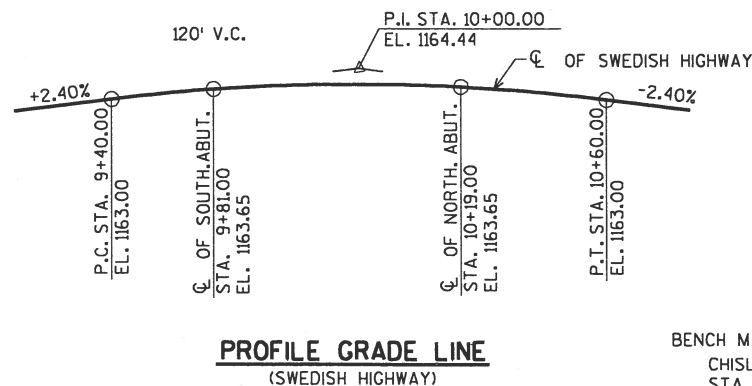 120' V.C.
P.I. STA. 10+00.00
EL. 1164.44
℄ OF SWEDISH HIGHWAY
+2.40%
-2.40%
P.C. STA. 9+40.00
EL. 1163.00
℄ OF SOUTH.ABUT.
STA. 9+81.00
EL. 1163.65
℄ OF NORTH. ABUT.
STA. 10+19.00
EL. 1163.65
P.T. STA. 10+60.00
EL. 1163.00
PROFILE GRADE LINE
(SWEDISH HIGHWAY)
BENCH M
CHISL
STA